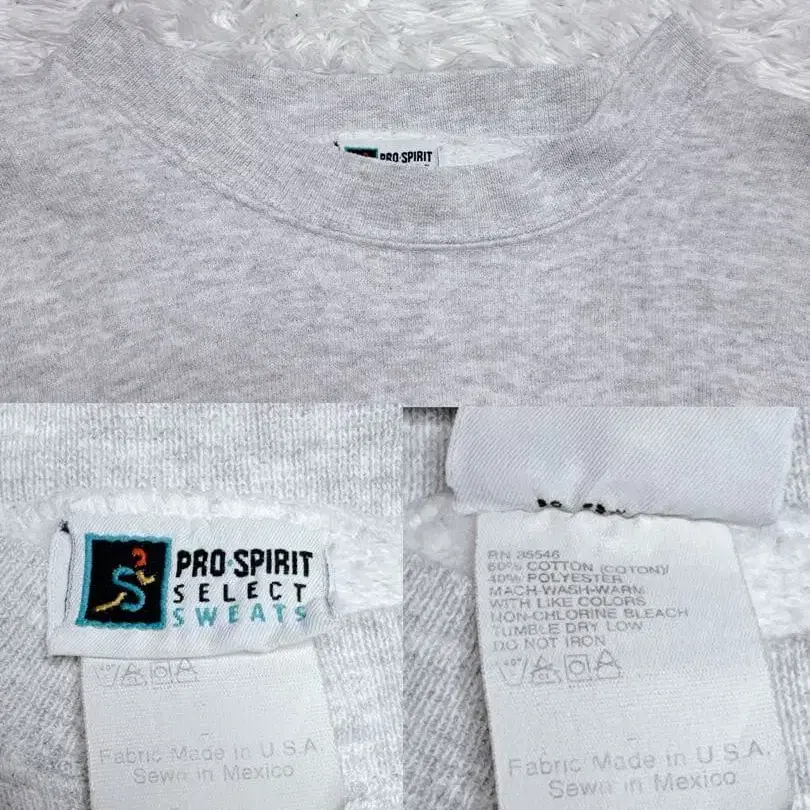 PRO·SPIRIT
PRO·SPIRIT
SELECT
SWEATS
Fabric Made in U.S.A.
Sewn in Mexico
RN 35546
60% COTTON (COTON)
40% POLYESTER
MACH-WASH-WARM
WITH LIKE COLORS
NON-CHLORINE BLEACH
TUMBLE DRY LOW
DO NOT IRON
Fabric Made in U.S.A.
Sewn in Mexico